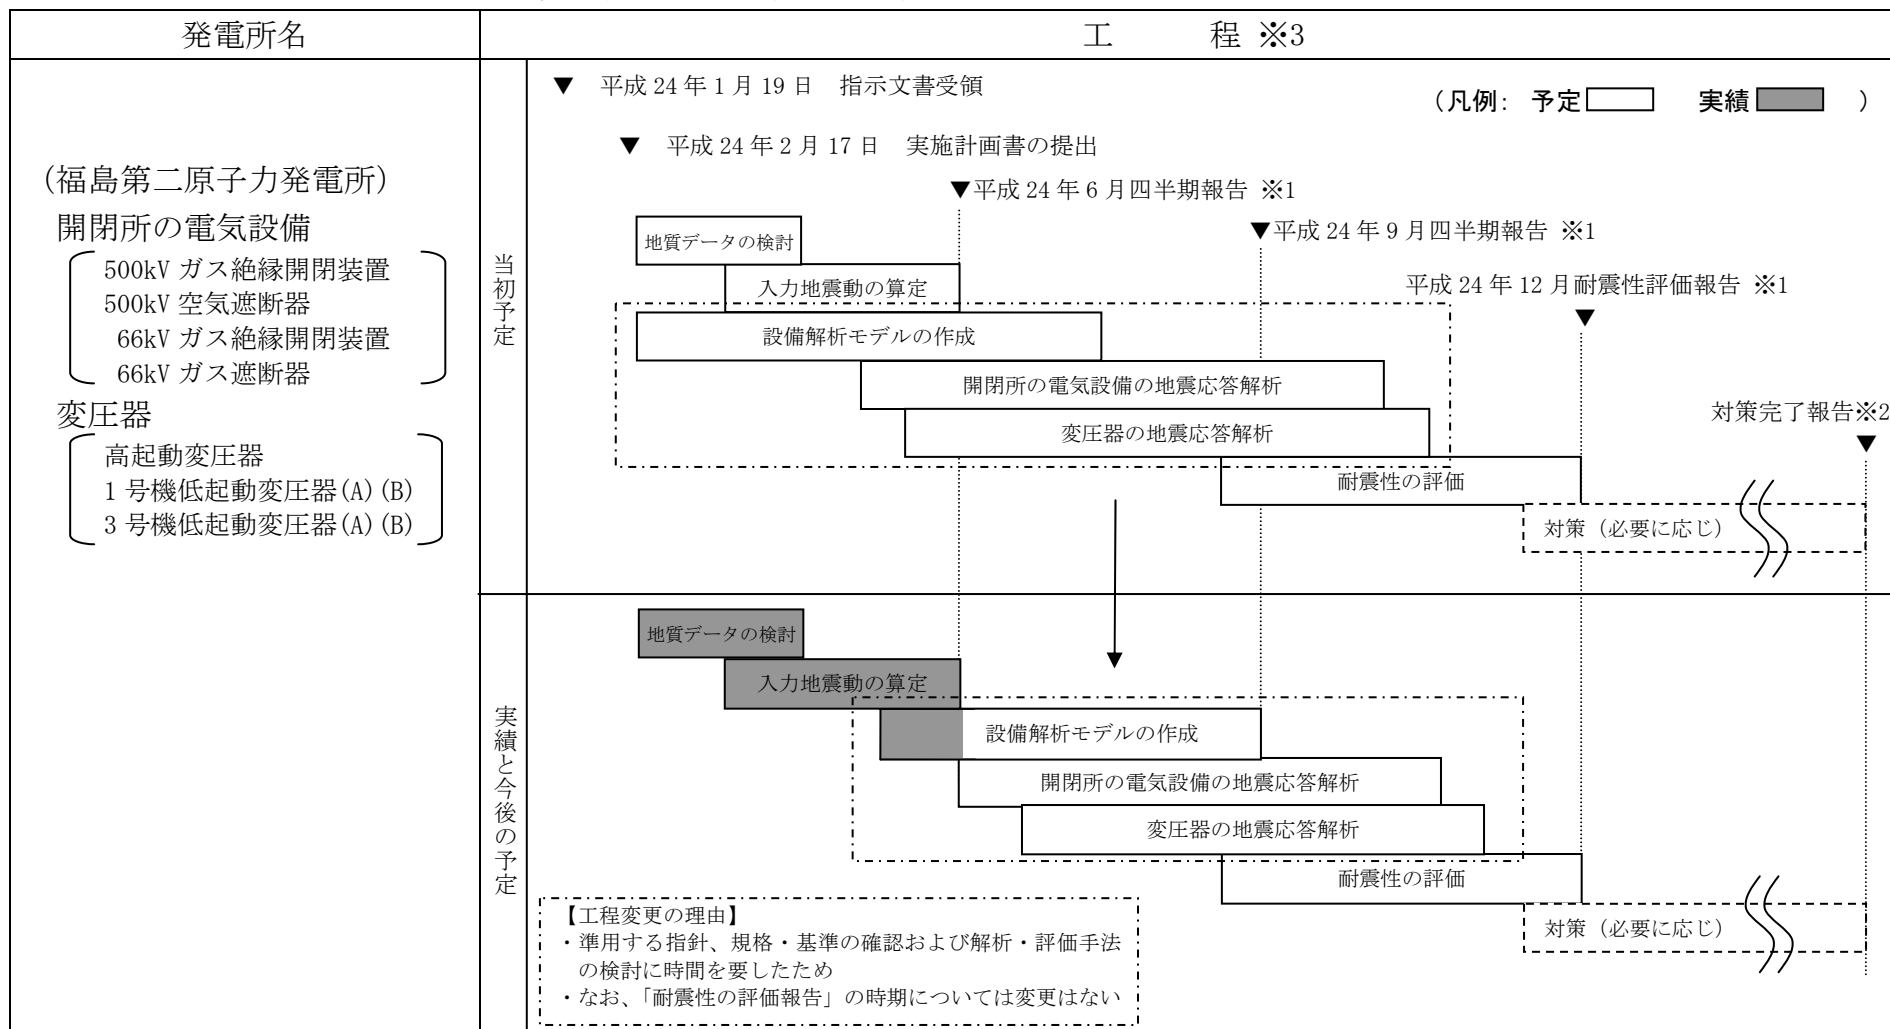 発電所名
工　程 ※3
(福島第二原子力発電所)
開閉所の電気設備
500kV ガス絶縁開閉装置
500kV 空気遮断器
66kV ガス絶縁開閉装置
66kV ガス遮断器
変圧器
高起動変圧器
1 号機低起動変圧器(A)(B)
3 号機低起動変圧器(A)(B)
当初予定
▼ 平成 24 年 1 月 19 日　指示文書受領
(凡例: 予定　実績　)
▼ 平成 24 年 2 月 17 日　実施計画書の提出
▼平成 24 年 6 月四半期報告 ※1
▼平成 24 年 9 月四半期報告 ※1
平成 24 年 12 月耐震性評価報告 ※1
▼
対策完了報告※2
▼
地質データの検討
入力地震動の算定
設備解析モデルの作成
開閉所の電気設備の地震応答解析
変圧器の地震応答解析
耐震性の評価
対策（必要に応じ）
実績と今後の予定
地質データの検討
入力地震動の算定
設備解析モデルの作成
開閉所の電気設備の地震応答解析
変圧器の地震応答解析
耐震性の評価
対策（必要に応じ）
【工程変更の理由】
・準用する指針、規格・基準の確認および解析・評価手法
の検討に時間を要したため
・なお、「耐震性の評価報告」の時期については変更はない